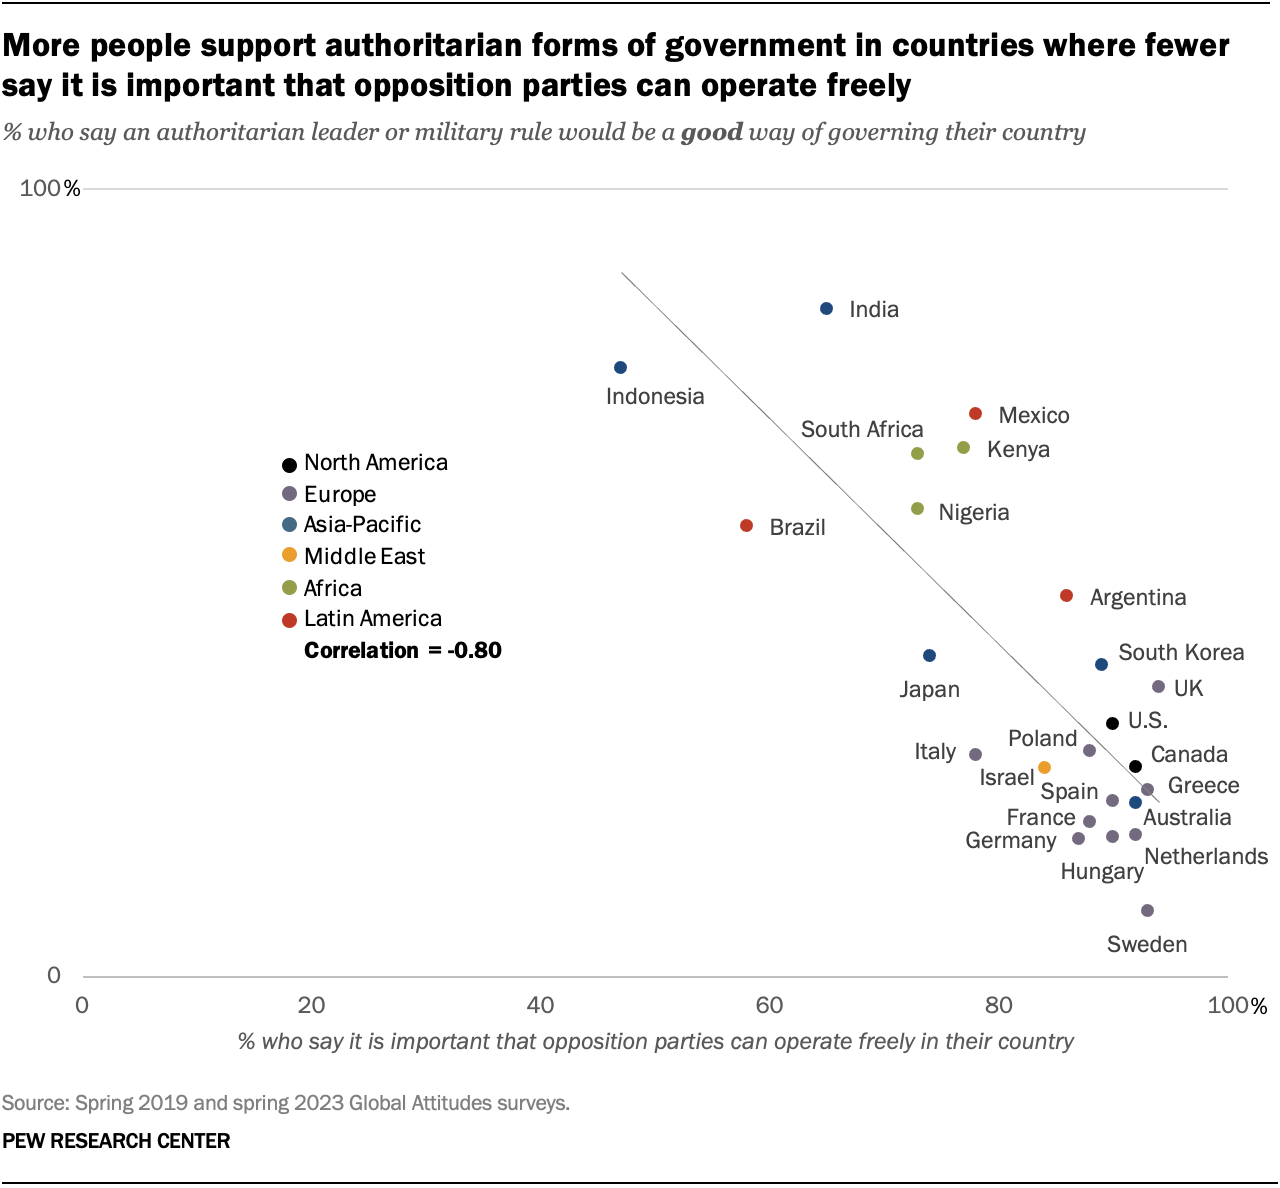 More people support authoritarian forms of government in countries where fewer
say it is important that opposition parties can operate freely
% who say an authoritarian leader or military rule would be a good way of governing their country
100%
India
Indonesia
Mexico
South Africa
Kenya
North America
Europe
Nigeria
Asia-Pacific
Brazil
Middle East
Africa
Argentina
Latin America
Correlation = -0.80
South Korea
Japan
UK
U.S.
Poland
Italy
Canada
Israel
Greece
Spain
France
Australia
Germany
Netherlands
Hungary
Sweden
0
0 20 40 60 80 100%
% who say it is important that opposition parties can operate freely in their country
Source: Spring 2019 and spring 2023 Global Attitudes surveys.
PEW RESEARCH CENTER